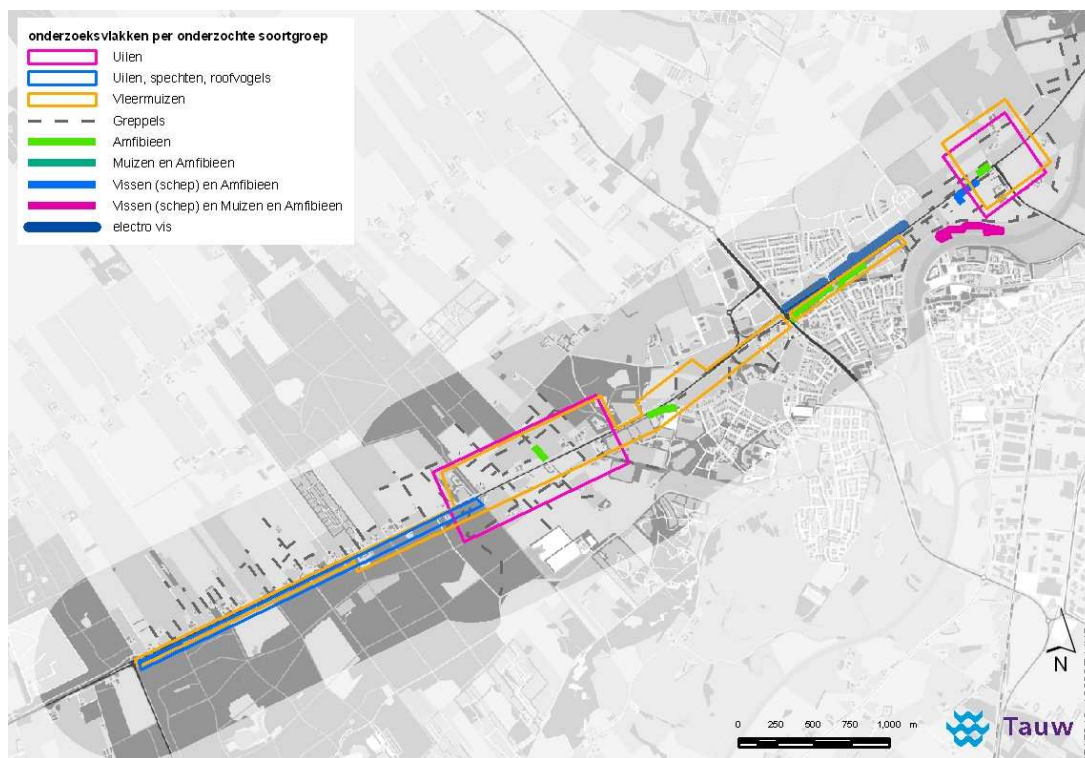 onderzoeksvlakken per onderzochte soortgroep
Uilen
Uilen, spechten, roofvogels
Vleermuizen
Greppels
Amfibieen
Muizen en Amfibieen
Vissen (schep) en Amfibieen
Vissen (schep) en Muizen en Amfibieen
electro vis
N
0 250 500 750 1,000 m
Tauw